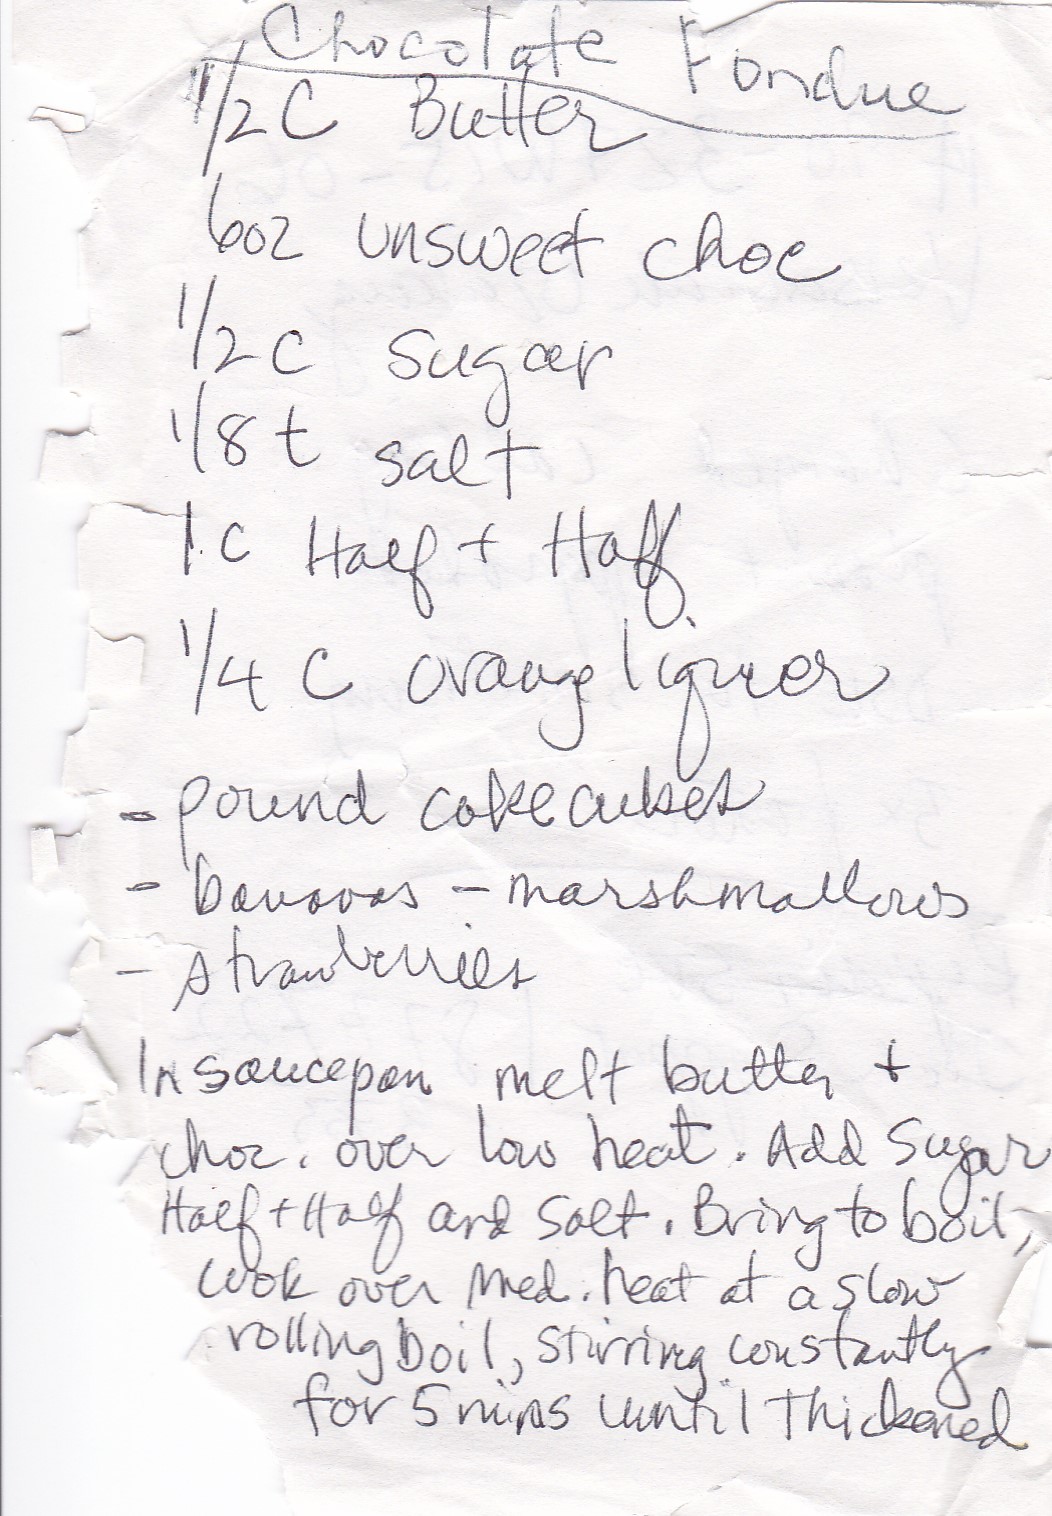 Chocolate Fondue
1/2 C Butter
6oz unsweet choc
1/2 C sugar
1/8 t salt
1 C Half + Half
1/4 C orange liquer
- pound cake cubes
- bananas - marshmallows
- strawberries
In saucepan melt butter +
choc. over low heat. Add Sugar
Half + Half and Salt. Bring to boil,
cook over Med. heat at a slow
rolling boil, stirring constantly
for 5 mins until thickened